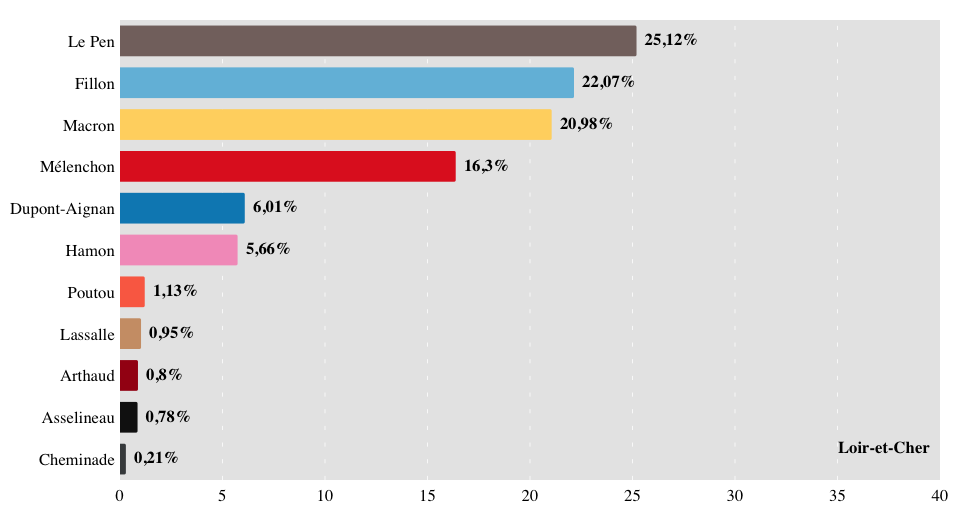 Le Pen 25,12%
Fillon 22,07%
Macron 20,98%
Mélenchon 16,3%
Dupont-Aignan 6,01%
Hamon 5,66%
Poutou 1,13%
Lassalle 0,95%
Arthaud 0,8%
Asselineau 0,78%
Loir-et-Cher
Cheminade 0,21%
0 5 10 15 20 25 30 35 40